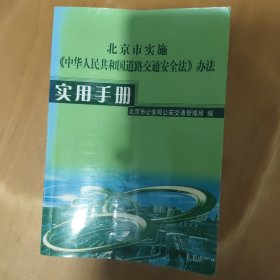 北京市实施
《中华人民共和国道路交通安全法》办法
实用手册
北京市公安局公安交通管理局 编